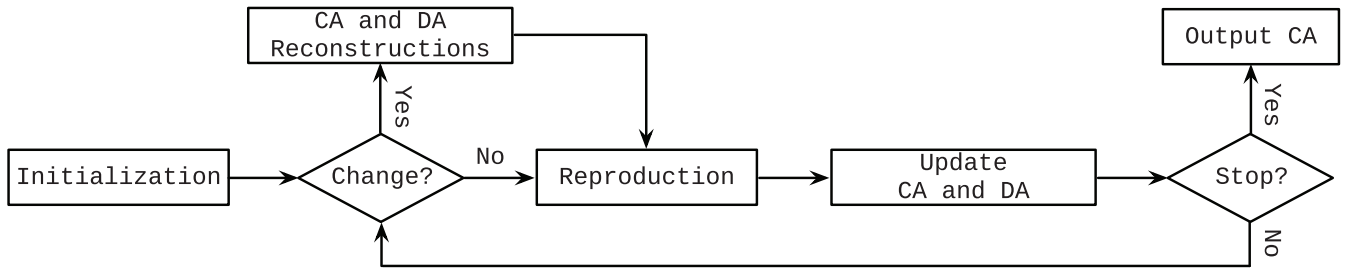 CA and DA
Reconstructions
Output CA
Yes
Yes
Initialization
Change?
No
Reproduction
Update
CA and DA
Stop?
No